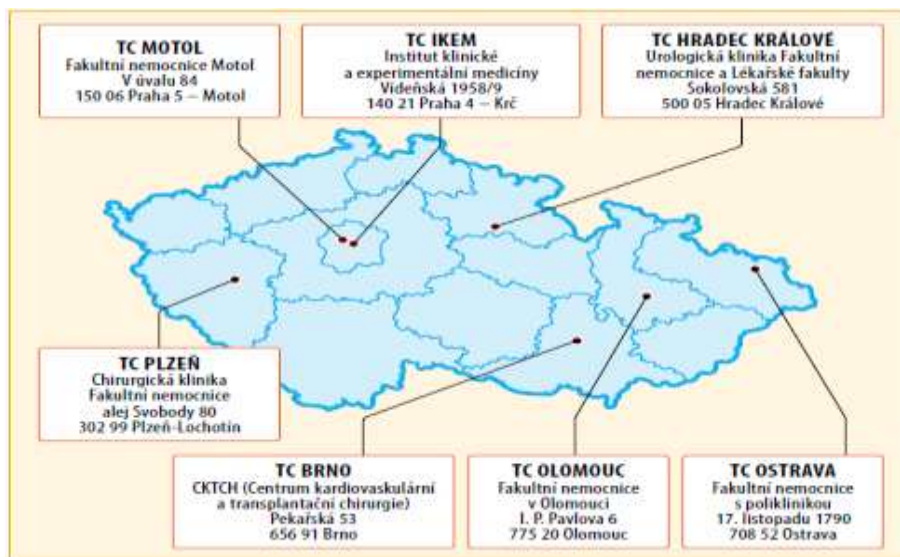 TC MOTOL
Fakultní nemocnice Motol
V úvalu 84
150 06 Praha 5 – Motol
TC IKEM
Institut klinické
a experimentální medicíny
Vídeňská 1958/9
140 21 Praha 4 – Krč
TC HRADEC KRÁLOVÉ
Urologická klinika Fakultní
nemocnice a Lékařské fakulty
Sokolovská 581
500 05 Hradec Králové
TC PLZEŇ
Chirurgická klinika
Fakultní nemocnice
alej Svobody 80
302 99 Plzeň-Lochotín
TC BRNO
CKTCH (Centrum kardiovaskulární
a transplantační chirurgie)
Pekařská 53
656 91 Brno
TC OLOMOUC
Fakultní nemocnice
v Olomouci
I. P. Pavlova 6
775 20 Olomouc
TC OSTRAVA
Fakultní nemocnice
s poliklinikou
17. listopadu 1790
708 52 Ostrava